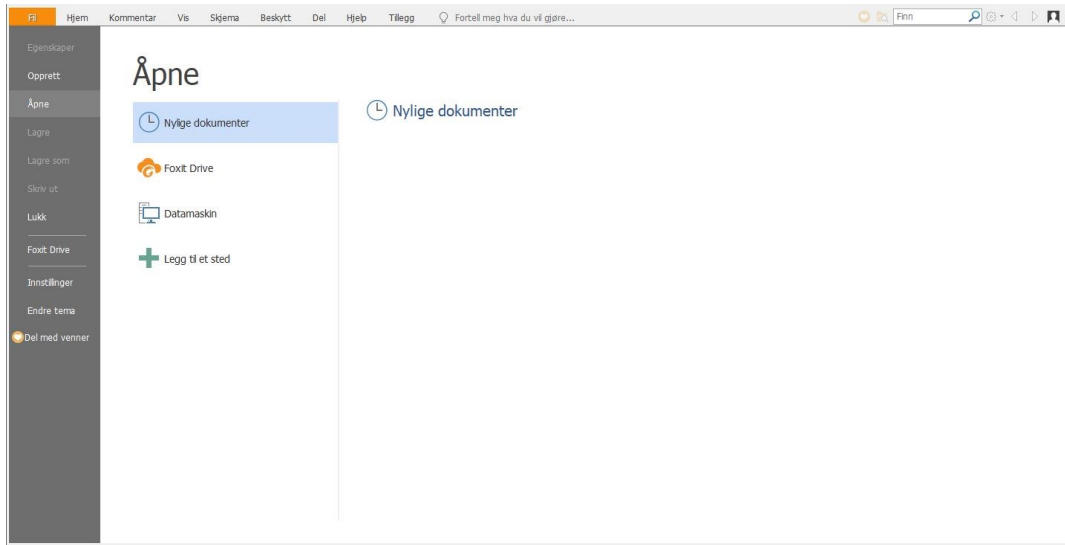 Fil Hjem Kommentar Vis Skjema Beskytt Del Hjelp Tillegg Fortell meg hva du vil gjøre... Finn
Egenskaper
Opprett
Åpne
Lagre
Lagre som
Skriv ut
Lukk
Foxit Drive
Innstillinger
Endre tema
Del med venner
Åpne
Nylige dokumenter
Foxit Drive
Datamaskin
Legg til et sted
Nylige dokumenter